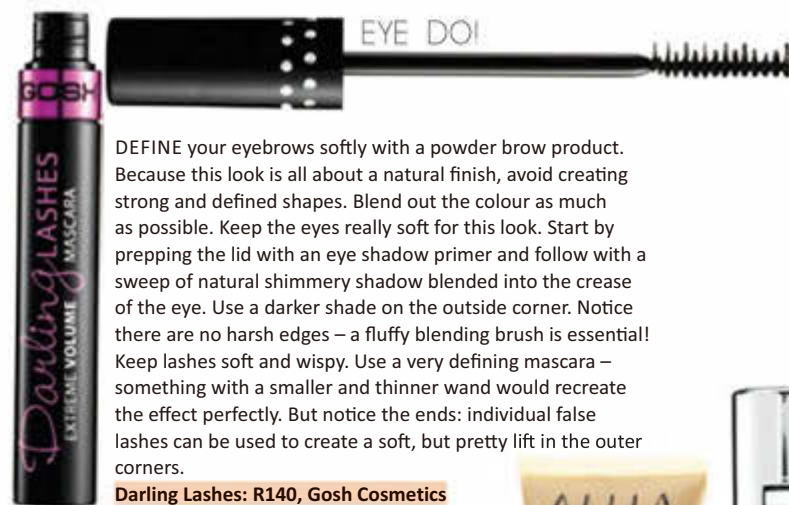 EYE DO!
GOSH
Darling LASHES
EXTREME VOLUME MASCARA
DEFINE your eyebrows softly with a powder brow product.
Because this look is all about a natural finish, avoid creating
strong and defined shapes. Blend out the colour as much
as possible. Keep the eyes really soft for this look. Start by
prepping the lid with an eye shadow primer and follow with a
sweep of natural shimmery shadow blended into the crease
of the eye. Use a darker shade on the outside corner. Notice
there are no harsh edges – a fluffy blending brush is essential!
Keep lashes soft and wispy. Use a very defining mascara –
something with a smaller and thinner wand would recreate
the effect perfectly. But notice the ends: individual false
lashes can be used to create a soft, but pretty lift in the outer
corners.
Darling Lashes: R140, Gosh Cosmetics